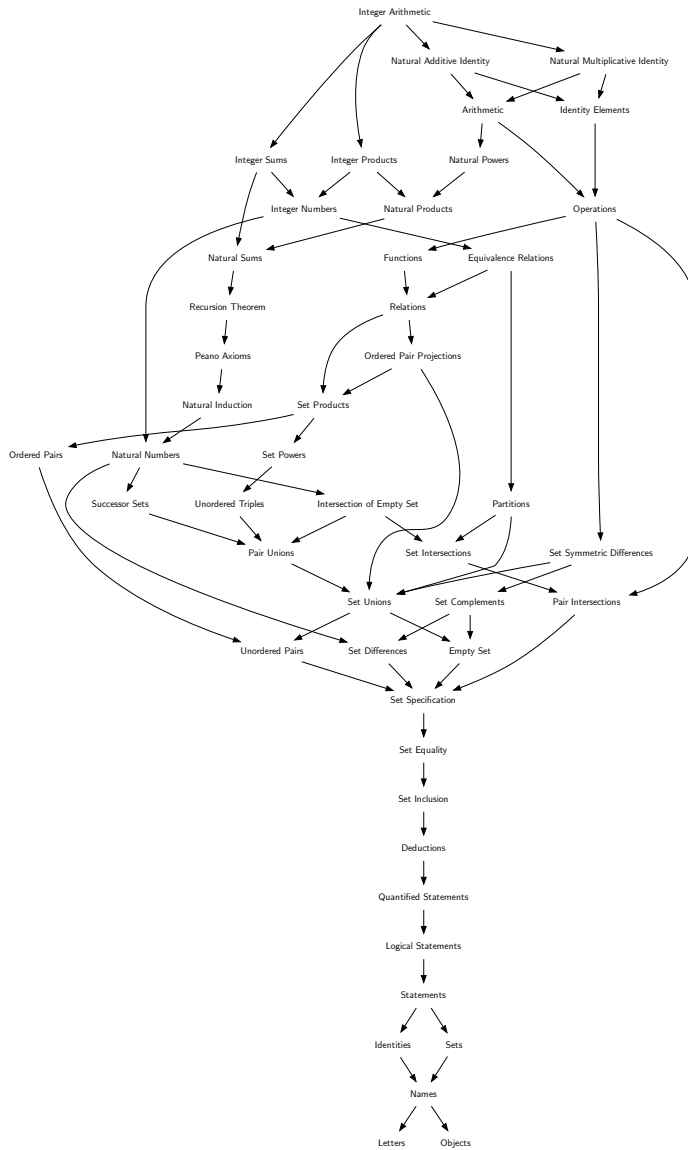 Integer Arithmetic
Natural Additive Identity
Natural Multiplicative Identity
Arithmetic
Identity Elements
Integer Sums
Integer Products
Natural Powers
Integer Numbers
Natural Products
Operations
Natural Sums
Functions
Equivalence Relations
Recursion Theorem
Relations
Peano Axioms
Ordered Pair Projections
Natural Induction
Set Products
Ordered Pairs
Natural Numbers
Set Powers
Successor Sets
Unordered Triples
Intersection of Empty Set
Partitions
Pair Unions
Set Intersections
Set Symmetric Differences
Set Unions
Set Complements
Pair Intersections
Unordered Pairs
Set Differences
Empty Set
Set Specification
Set Equality
Set Inclusion
Deductions
Quantified Statements
Logical Statements
Statements
Identities
Sets
Names
Letters
Objects